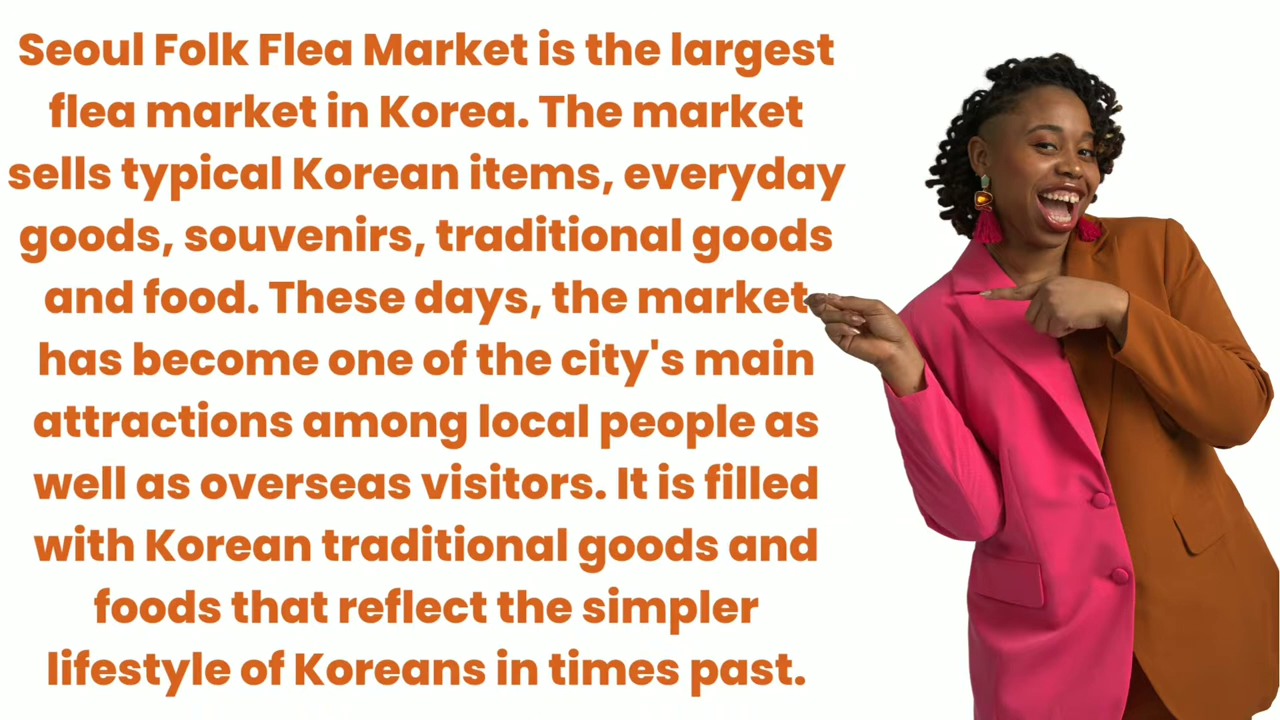 Seoul Folk Flea Market is the largest
flea market in Korea. The market
sells typical Korean items, everyday
goods, souvenirs, traditional goods
and food. These days, the market
has become one of the city's main
attractions among local people as
well as overseas visitors. It is filled
with Korean traditional goods and
foods that reflect the simpler
lifestyle of Koreans in times past.